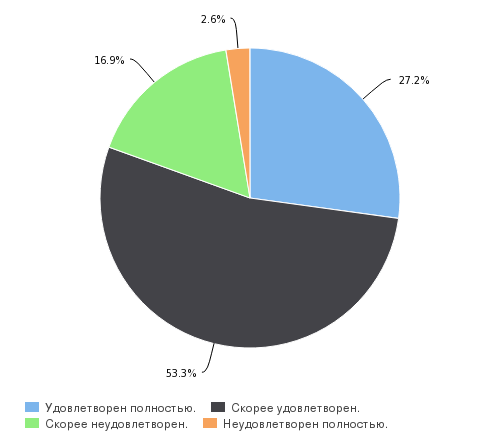 2.6%
16.9%
27.2%
53.3%
Удовлетворен полностью. Скорее удовлетворен.
Скорее неудовлетворен. Неудовлетворен полностью.